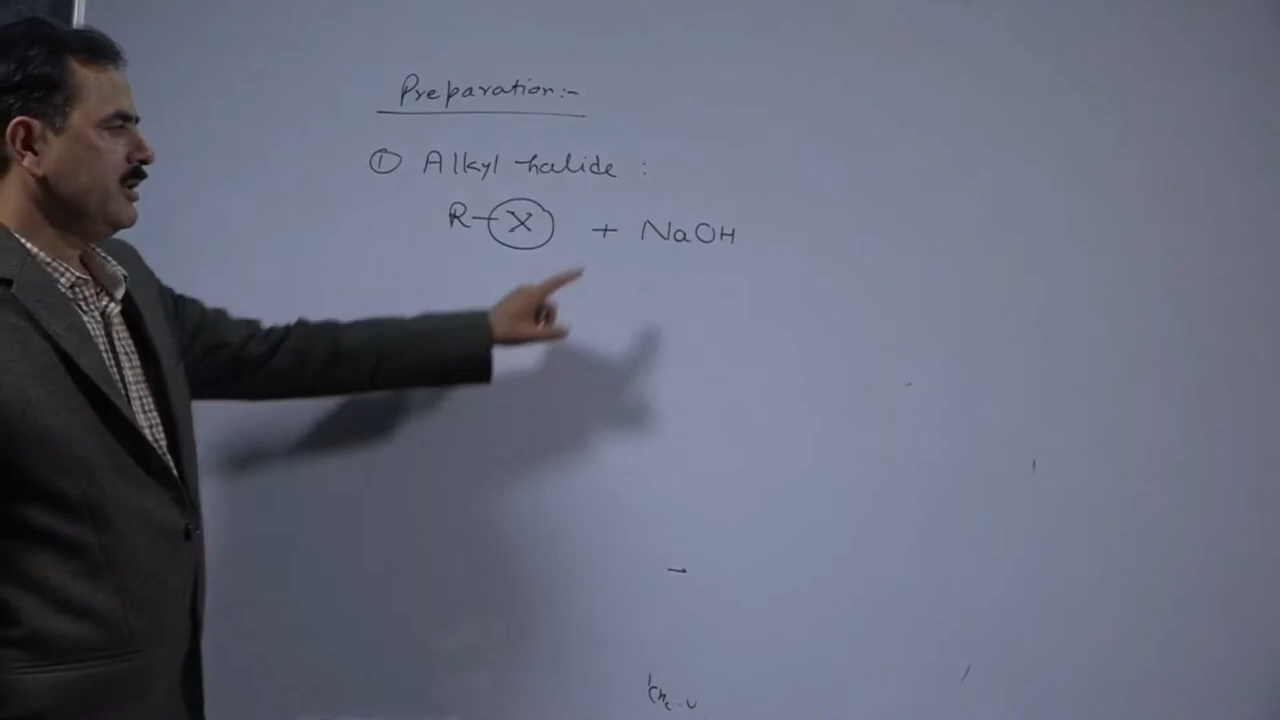 Preparation:-
① Alkyl halide :
R-X + NaOH